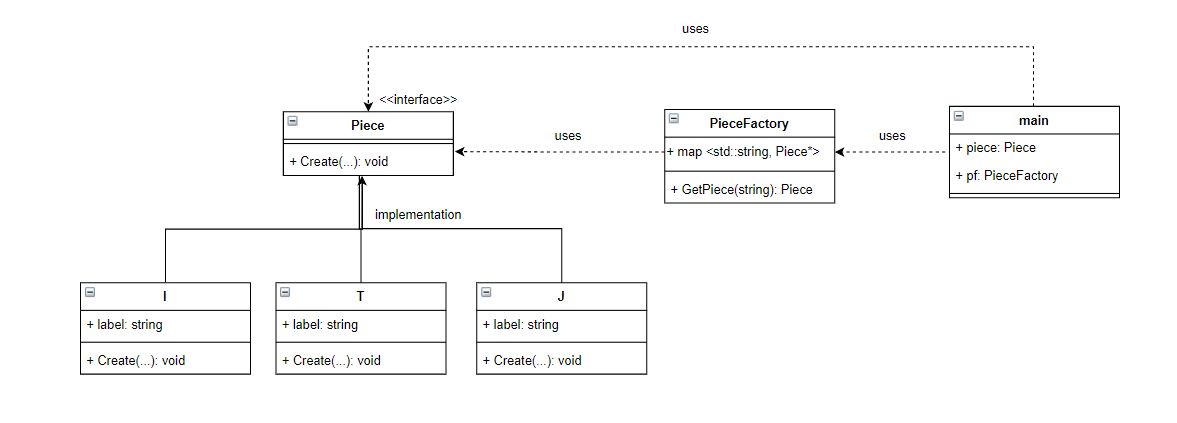 uses
<<interface>>
Piece
+ Create(...): void
uses
PieceFactory
+ map <std::string, Piece*>
+ GetPiece(string): Piece
uses
main
+ piece: Piece
+ pf: PieceFactory
implementation
I
+ label: string
+ Create(...): void
T
+ label: string
+ Create(...): void
J
+ label: string
+ Create(...): void